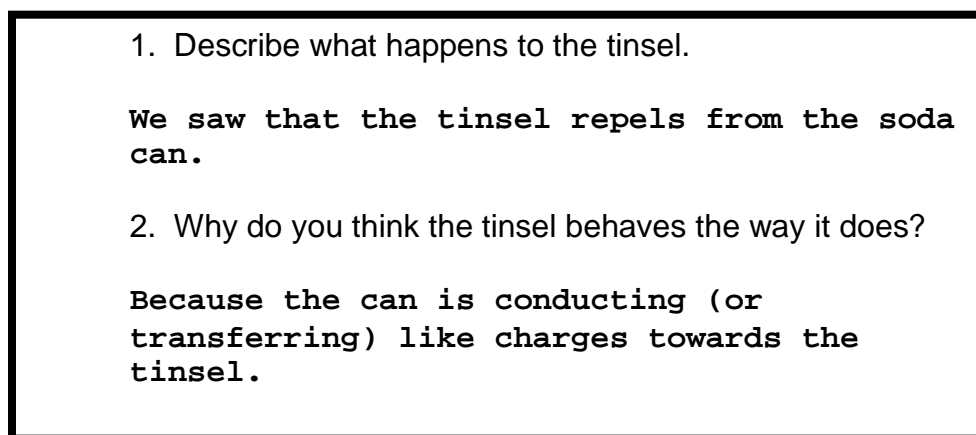 1. Describe what happens to the tinsel.
We saw that the tinsel repels from the soda
can.
2. Why do you think the tinsel behaves the way it does?
Because the can is conducting (or
transferring) like charges towards the
tinsel.